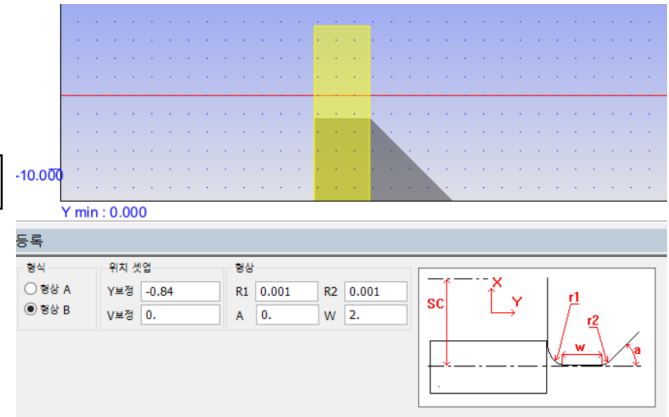 -10.000
Y min : 0.000
등록
형식
위치 셋업
형상
형상 A
Y보정 -0.84
R1 0.001
R2 0.001
형상 B
V보정 0.
A 0.
W 2.
SC
X
Y
r1
r2
w
a